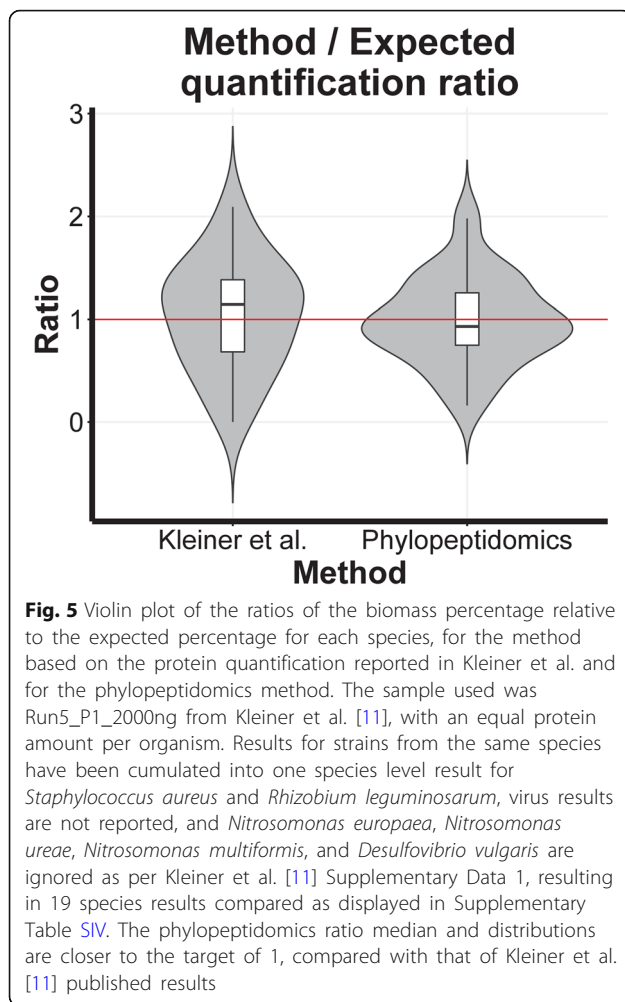 Method / Expected
quantification ratio
3
2
1
0
Ratio
Kleiner et al. Phylopeptidomics
Method
Fig. 5 Violin plot of the ratios of the biomass percentage relative
to the expected percentage for each species, for the method
based on the protein quantification reported in Kleiner et al. and
for the phylopeptidomics method. The sample used was
Run5_P1_2000ng from Kleiner et al. [11], with an equal protein
amount per organism. Results for strains from the same species
have been cumulated into one species level result for
Staphylococcus aureus and Rhizobium leguminosarum, virus results
are not reported, and Nitrosomonas europaea, Nitrosomonas
ureae, Nitrosomonas multiformis, and Desulfovibrio vulgaris are
ignored as per Kleiner et al. [11] Supplementary Data 1, resulting
in 19 species results compared as displayed in Supplementary
Table SIV. The phylopeptidomics ratio median and distributions
are closer to the target of 1, compared with that of Kleiner et al.
[11] published results